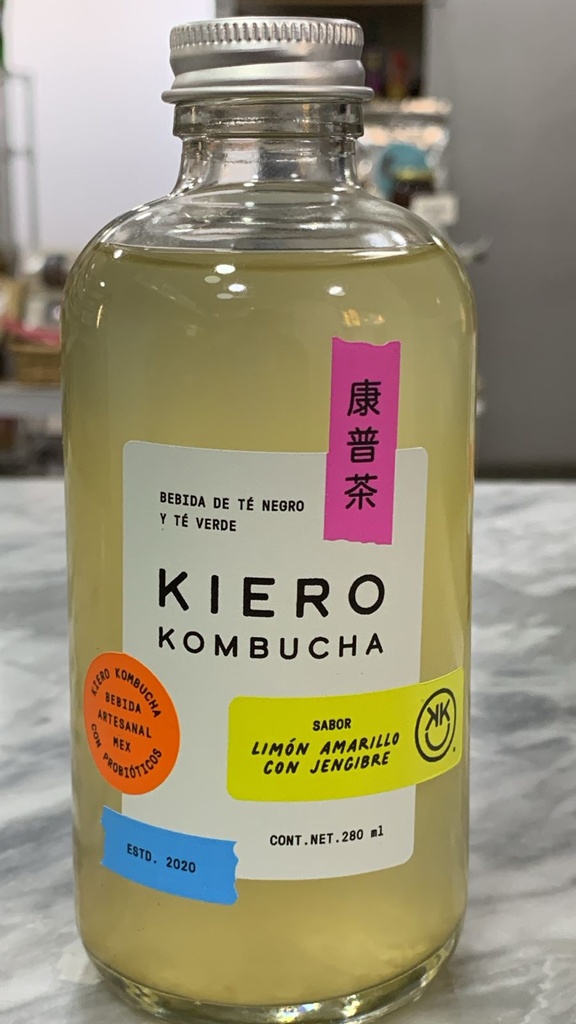 康普茶
BEBIDA DE TÉ NEGRO
Y TÉ VERDE
KIERO
KOMBUCHA
KIERO KOMBUCHA
BEBIDA
ARTESANAL
MEX
CON PROBIÓTICOS
SABOR
LIMÓN AMARILLO
CON JENGIBRE
KK
ESTD. 2020
CONT.NET.280 ml